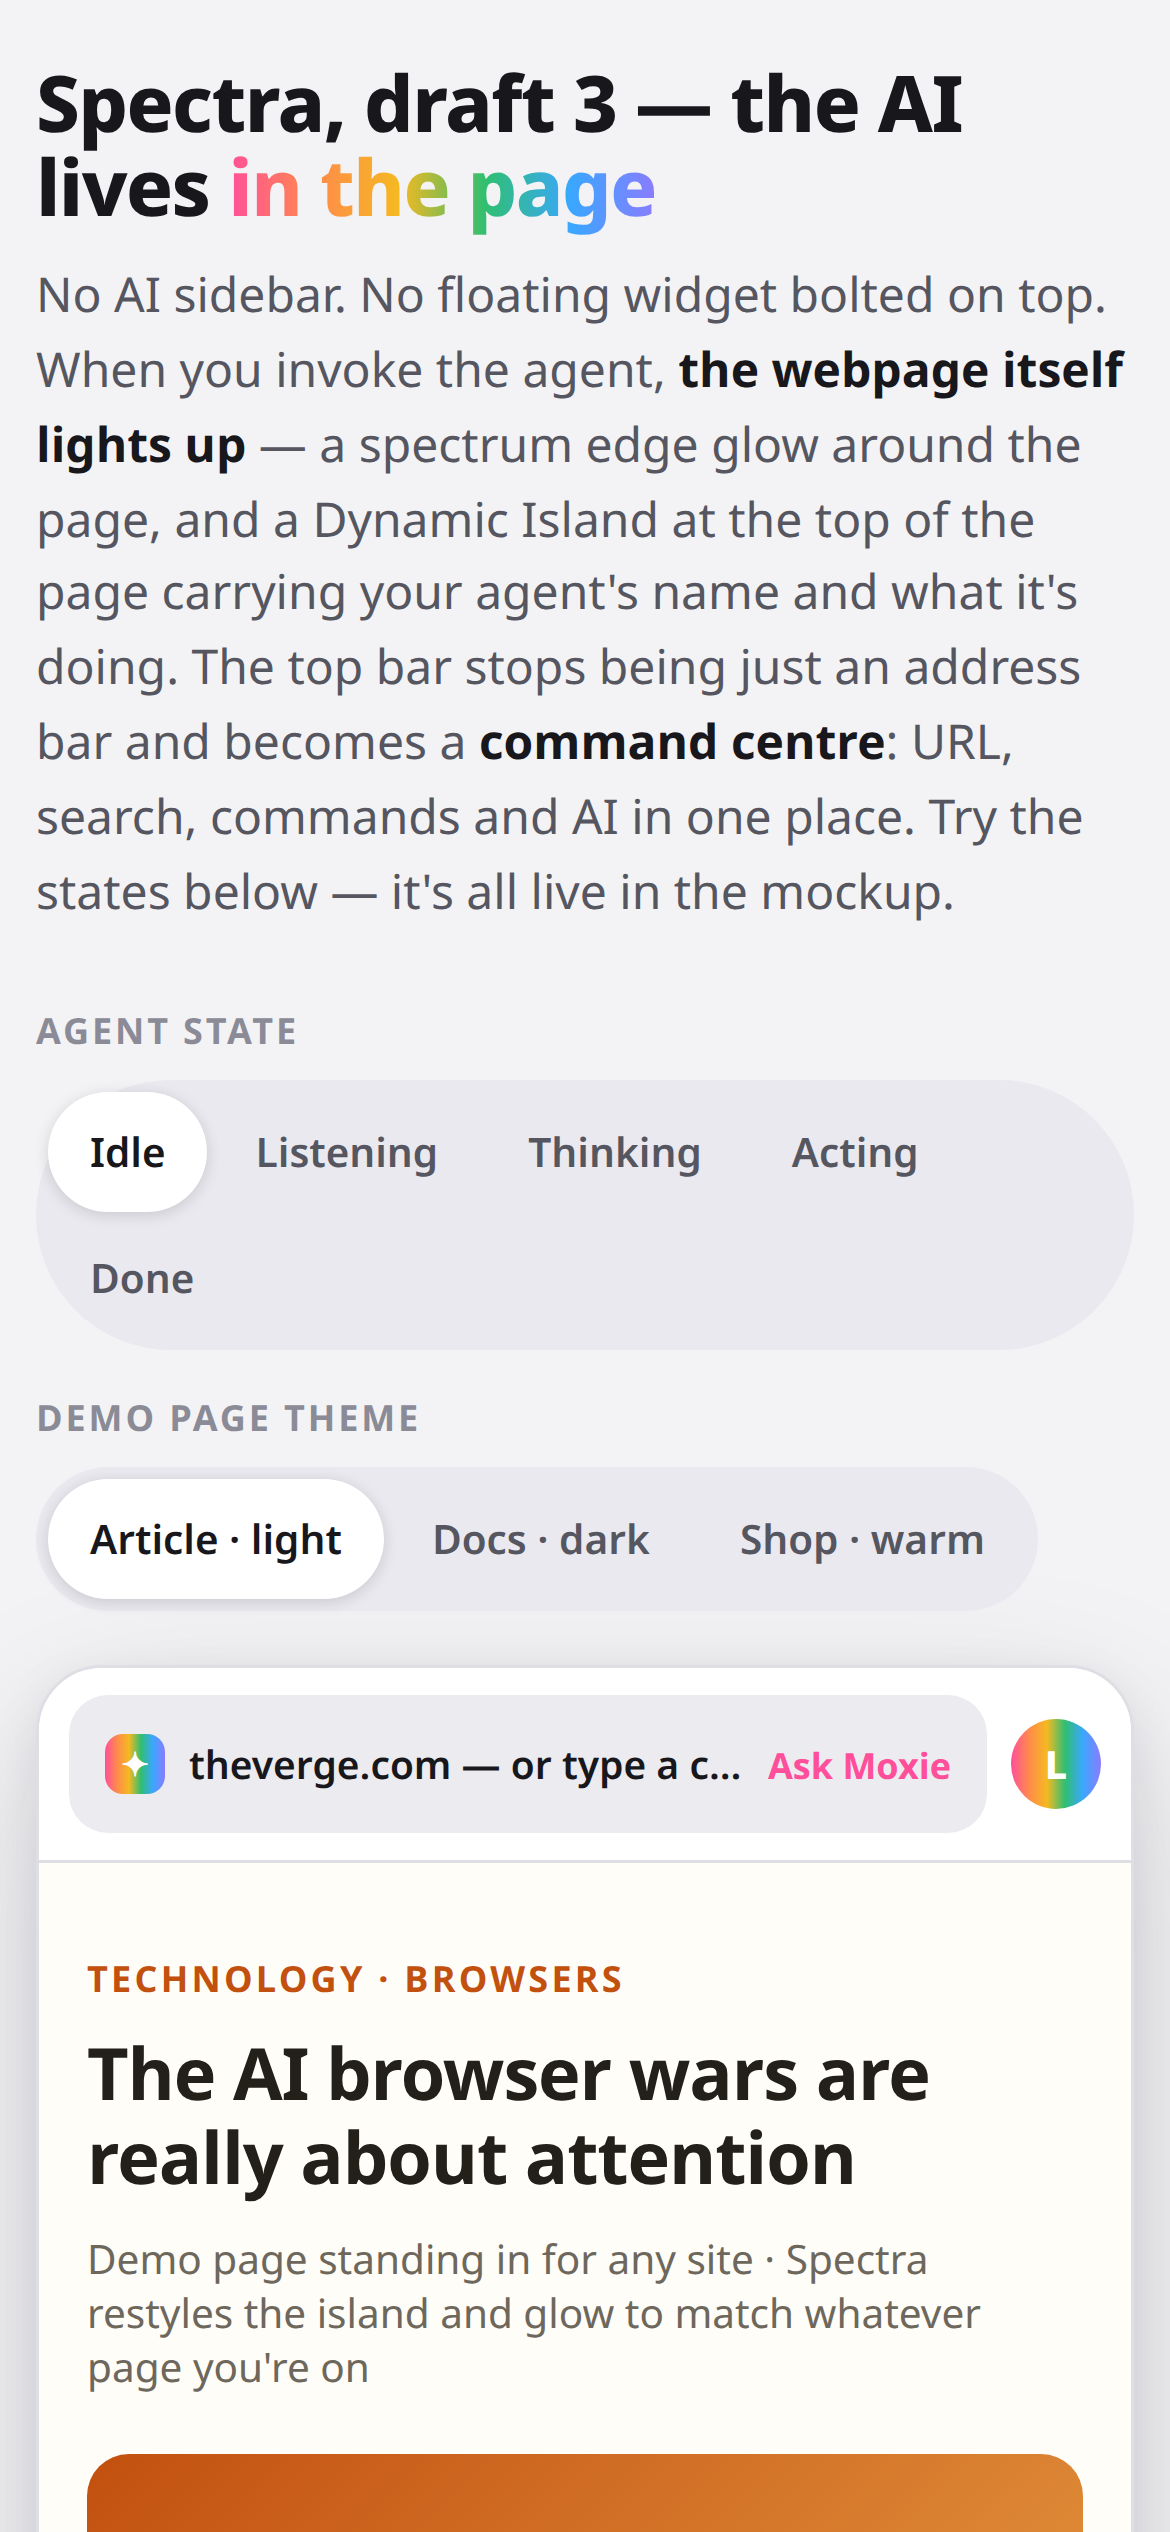 Spectra, draft 3 — the AI
lives in the page
No AI sidebar. No floating widget bolted on top.
When you invoke the agent, the webpage itself
lights up — a spectrum edge glow around the
page, and a Dynamic Island at the top of the
page carrying your agent's name and what it's
doing. The top bar stops being just an address
bar and becomes a command centre: URL,
search, commands and AI in one place. Try the
states below — it's all live in the mockup.
AGENT STATE
Idle Listening Thinking Acting
Done
DEMO PAGE THEME
Article · light Docs · dark Shop · warm
theverge.com — or type a c... Ask Moxie L
TECHNOLOGY · BROWSERS
The AI browser wars are
really about attention
Demo page standing in for any site · Spectra
restyles the island and glow to match whatever
page you're on